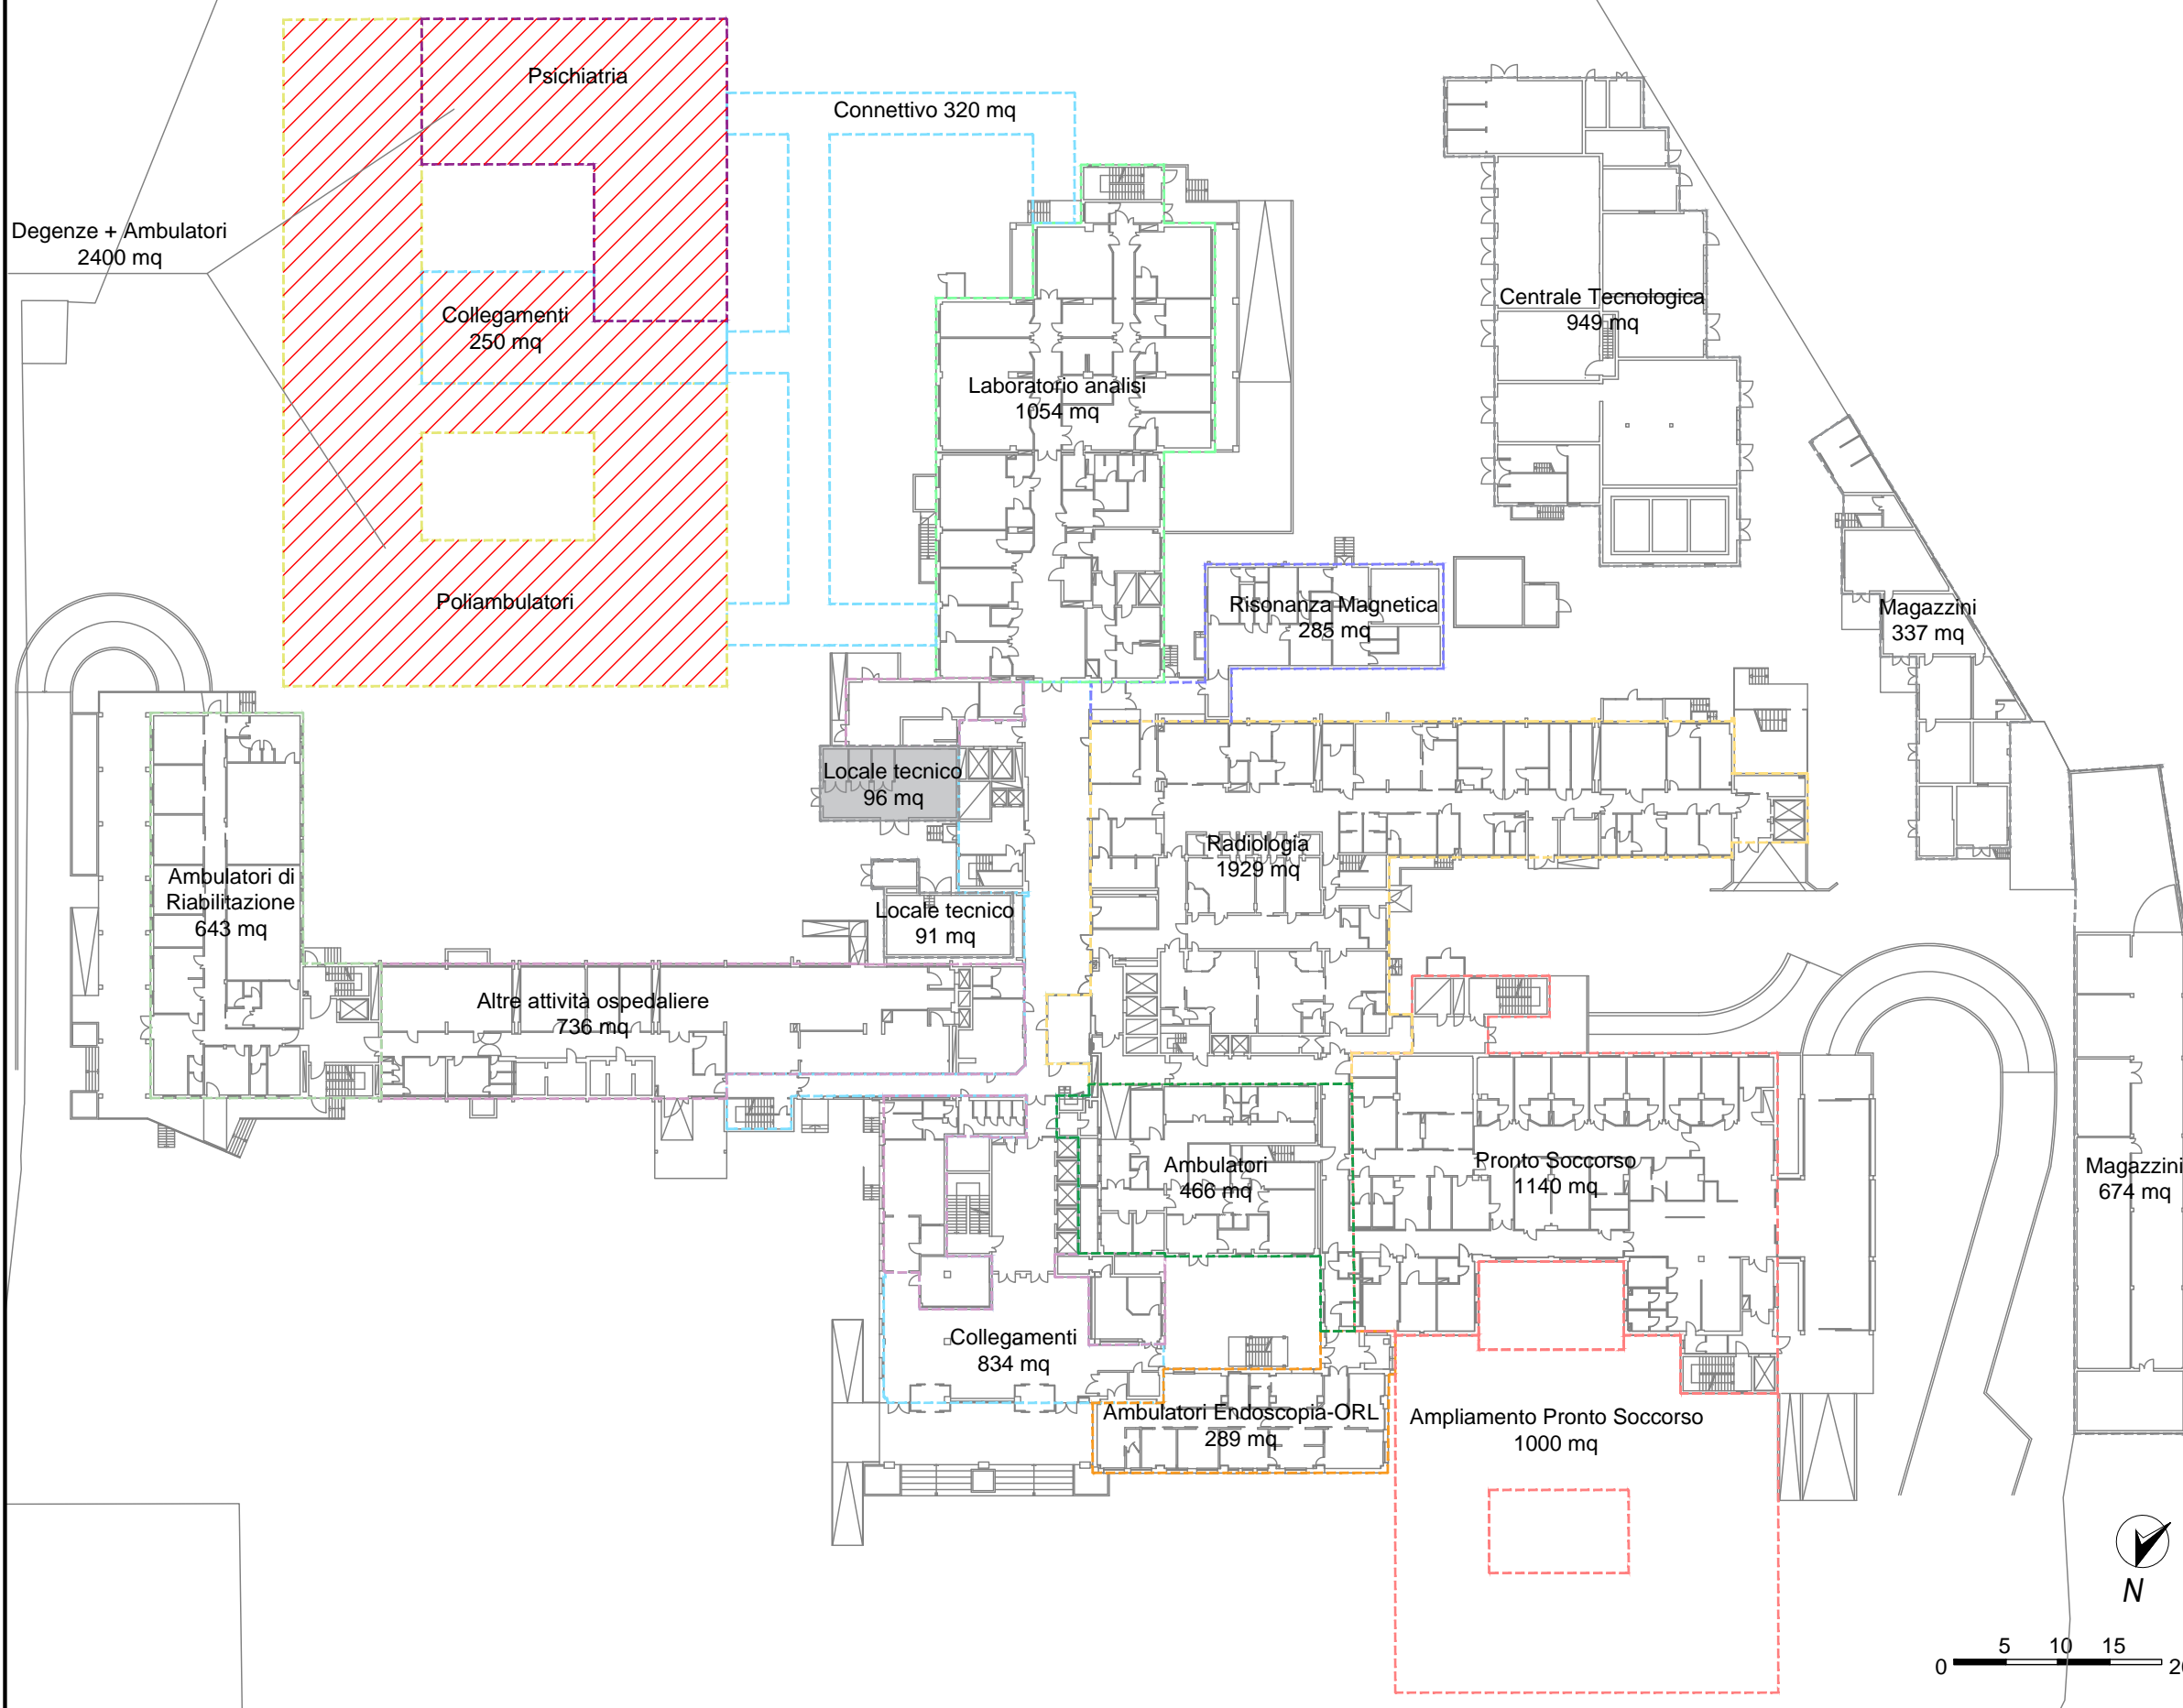 Psichiatria
Connettivo 320 mq
Degenze + Ambulatori
2400 mq
Collegamenti
250 mq
Centrale Tecnologica
949 mq
Laboratorio analisi
1054 mq
Poliambulatori
Risonanza Magnetica
285 mq
Magazzini
337 mq
Locale tecnico
96 mq
Radiologia
1929 mq
Ambulatori di
Riabilitazione
643 mq
Locale tecnico
91 mq
Altre attività ospedaliere
736 mq
Ambulatori
466 mq
Pronto Soccorso
1140 mq
Magazzini
674 mq
Collegamenti
834 mq
Ambulatori Endoscopia-ORL
289 mq
Ampliamento Pronto Soccorso
1000 mq
N
0 5 10 15